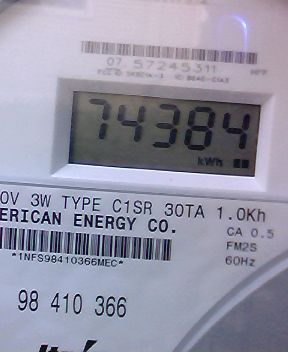 07 57245311
74384
kWh
0V 3W TYPE C1SR 30TA 1.0Kh
ERICAN ENERGY CO.
CA 0.5
FM2S
*1NFS98410366MEC*
60Hz
98 410 366